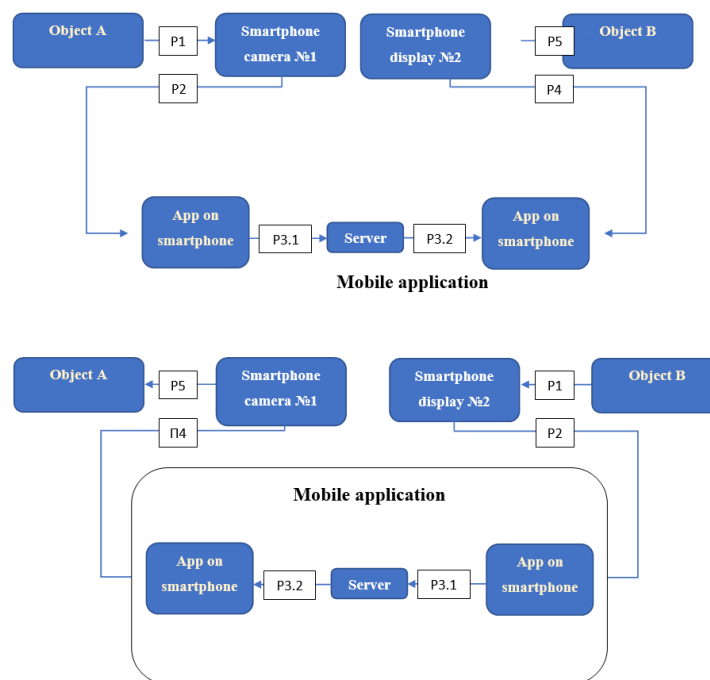 Object A
P1
Smartphone
camera №1
Smartphone
display №2
P5
Object B
P2
P4
App on
smartphone
P3.1
Server
P3.2
App on
smartphone
Mobile application
Object A
P5
Smartphone
camera №1
Smartphone
display №2
P1
Object B
П4
P2
Mobile application
App on
smartphone
P3.2
Server
P3.1
App on
smartphone